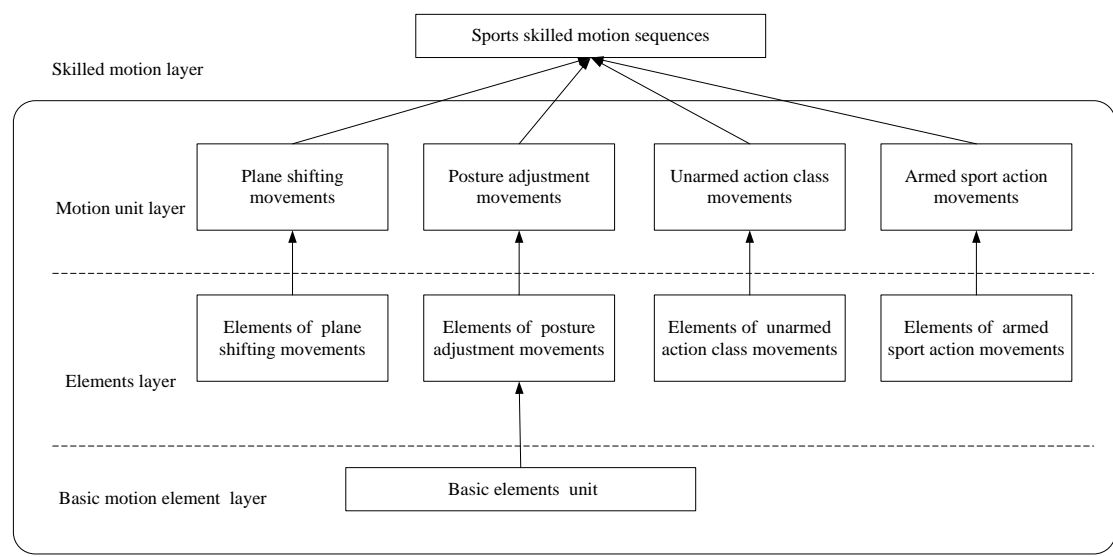 Sports skilled motion sequences
Skilled motion layer
Plane shifting
movements
Posture adjustment
movements
Unarmed action class
movements
Armed sport action
movements
Motion unit layer
Elements of plane
shifting movements
Elements of posture
adjustment movements
Elements of unarmed
action class movements
Elements of armed
sport action movements
Elements layer
Basic elements unit
Basic motion element layer